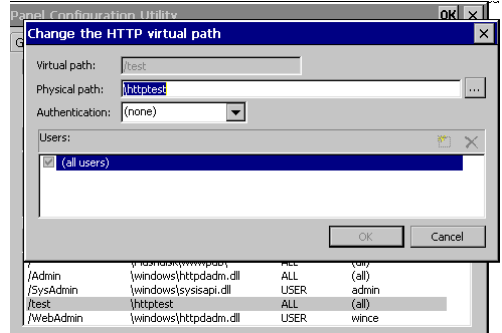 Panel Configuration Utility OK
Change the HTTP virtual path
Virtual path: /test
Physical path: \httptest ...
Authentication: (none)
Users:
(all users)
OK Cancel
/ \Flashdisk\wwwpub\ ALL (all)
/Admin \windows\httpdadm.dll ALL (all)
/SysAdmin \windows\sysisapi.dll USER admin
/test \httptest ALL (all)
/WebAdmin \windows\httpdadm.dll USER wince